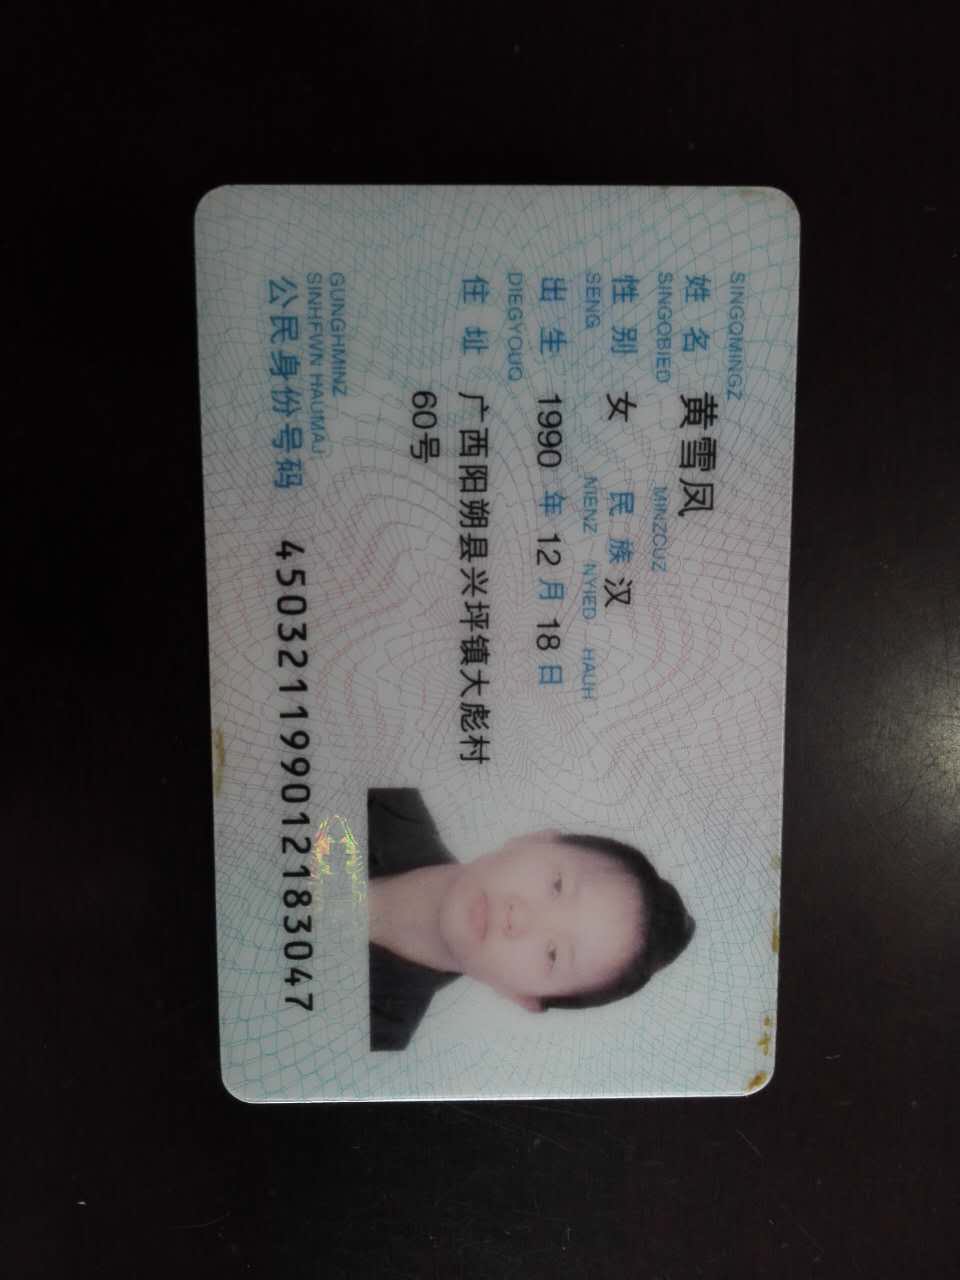 SINGQMINGZ
姓名 黄雪凤
SINGQBIED MINZCUZ
性别 女 民族 汉
SENG NIENZ NYIED HAUH
出生 1990 年 12 月 18 日
DIEGYOUQ
住址 广西阳朔县兴坪镇大彪村
60号
GUNGHMINZ
SINHFWN HAUMAJ
公民身份号码 450321199012183047